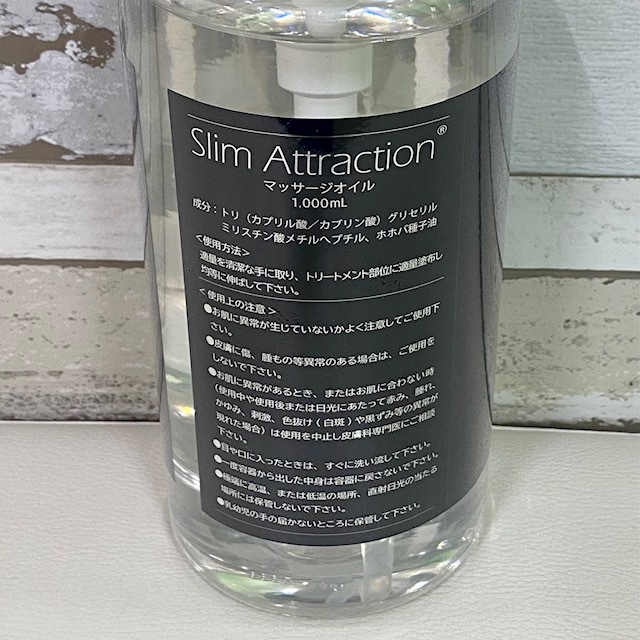 Slim Attraction®
マッサージオイル
1,000mL
成分：トリ（カプリル酸／カプリン酸）グリセリル
ミリスチン酸メチルヘプチル、ホホバ種子油
＜使用方法＞
適量を清潔な手に取り、トリートメント部位に適量塗布し
均等に伸ばして下さい。
＜使用上の注意＞
●お肌に異常が生じていないかよく注意してご使用下
さい。
●皮膚に傷、腫もの等異常のある場合は、ご使用を
しないで下さい。
●お肌に異常があるとき、またはお肌に合わない時
（使用中や使用後または日光にあたって赤み、腫れ、
かゆみ、刺激、色抜け（白斑）や黒ずみ等の異常が
現れた場合）は使用を中止し皮膚科専門医にご相談
下さい。
●目や口に入ったときは、すぐに洗い流して下さい。
●一度容器から出した中身は容器に戻さないで下さい。
●極端に高温、または低温の場所、直射日光の当たる
場所には保管しないで下さい。
●乳幼児の手の届かないところに保管して下さい。